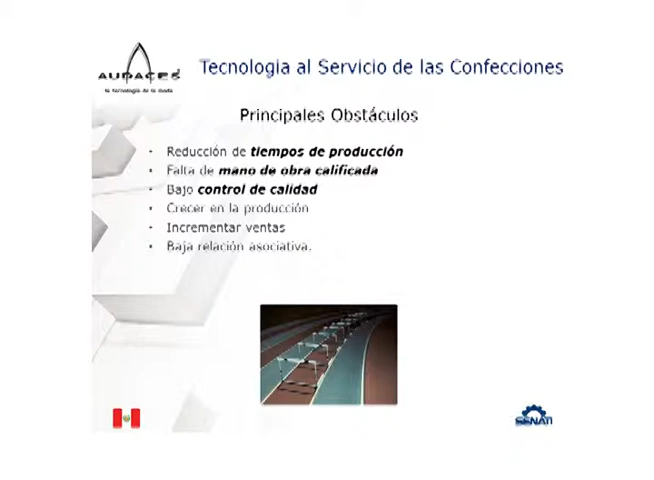 AUDACES
la tecnología de la moda
Tecnologia al Servicio de las Confecciones
Principales Obstáculos
- Reducción de tiempos de producción
- Falta de mano de obra calificada
- Bajo control de calidad
- Crecer en la producción
- Incrementar ventas
- Baja relación asociativa.
SENATI